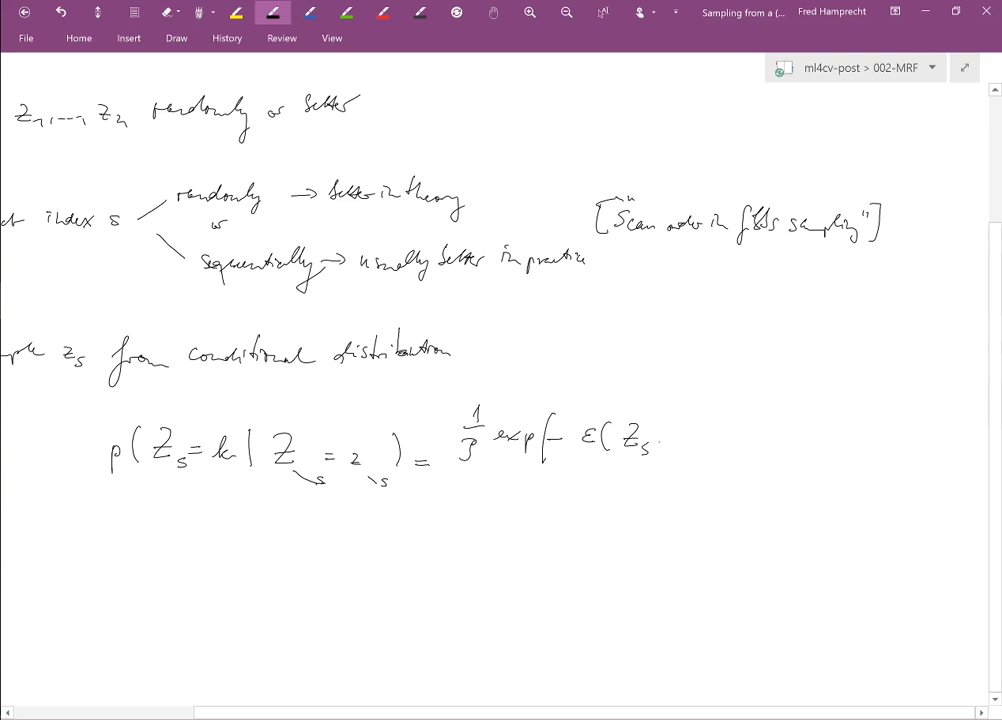 Sampling from a (... Fred Hamprecht
File Home Insert Draw History Review View
ml4cv-post > 002-MRF
Z₁, ..., Zₙ randomly or better
ct index s
randomly → better in theory
or
["Scan order in Gibbs sampling"]
sequentially → usually better in practice
mple zₛ from conditional distribution
p( Zₛ = k | Z\ₛ = z\ₛ ) = 1/ξ exp(- ε( Zₛ